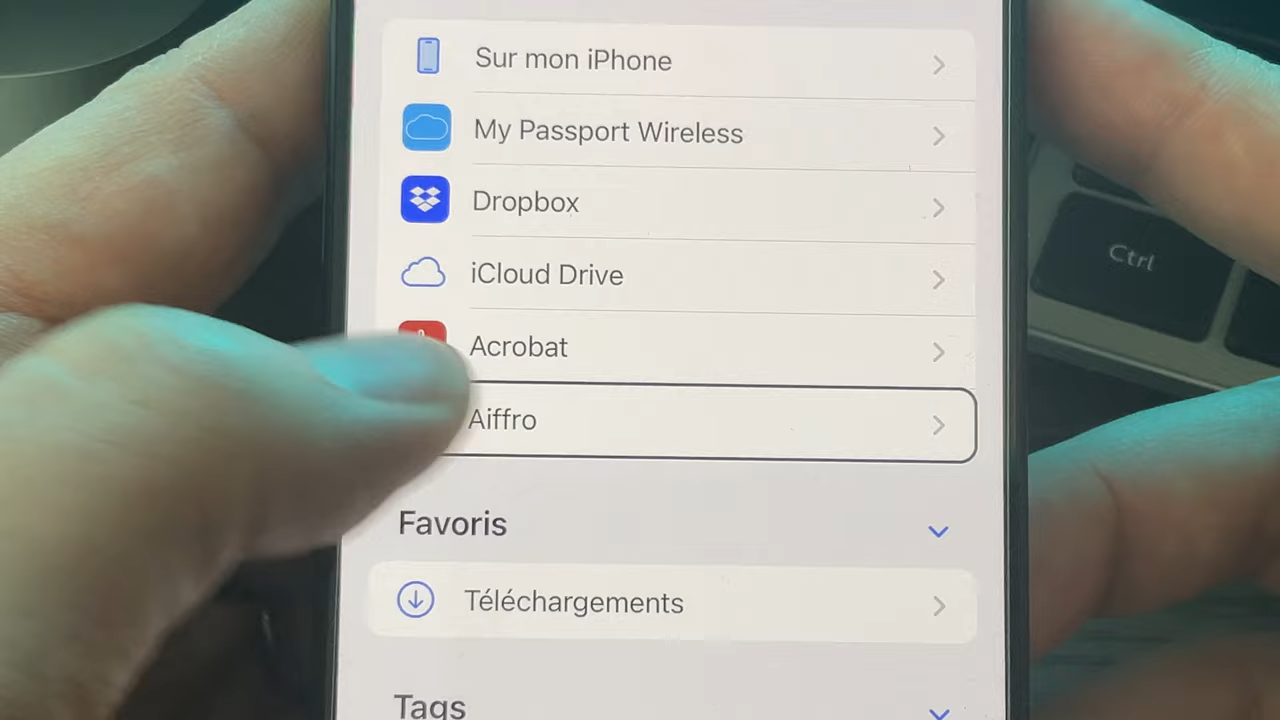 Sur mon iPhone
My Passport Wireless
Dropbox
iCloud Drive
Acrobat
Aiffro
Favoris
Téléchargements
Tags
Ctrl